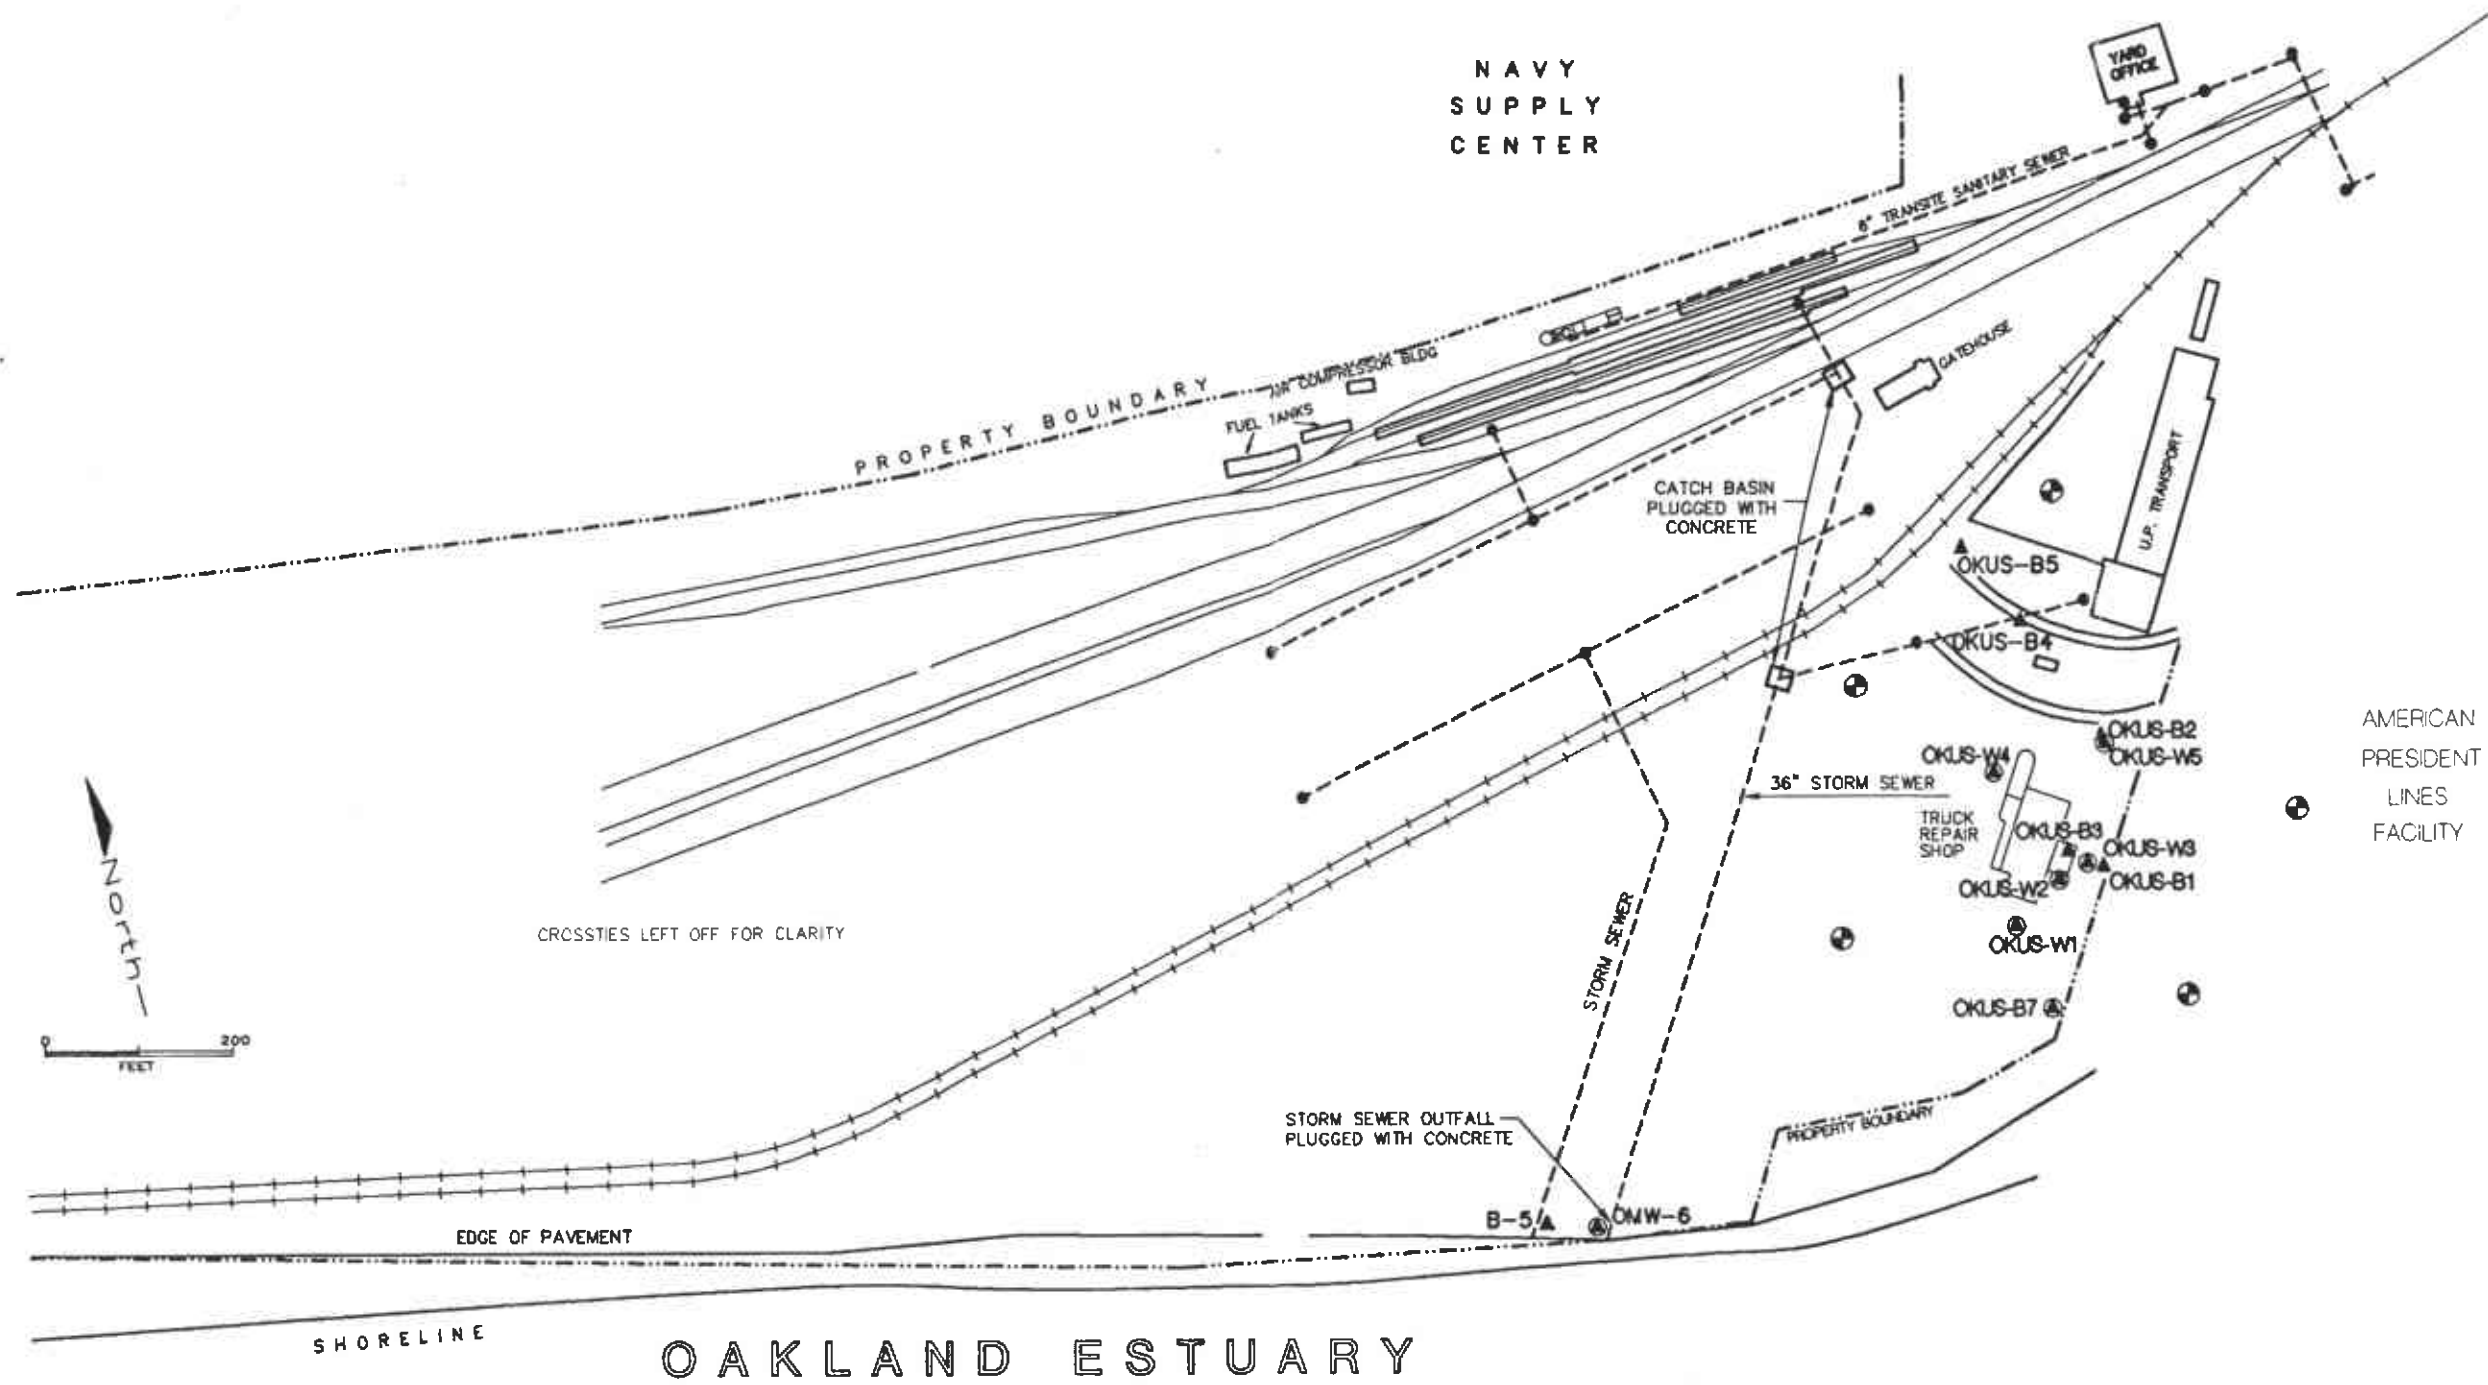 NAVY
SUPPLY
CENTER
YARD
OFFICE
6" TRANSITE SANITARY SEWER
PROPERTY BOUNDARY
AIR COMPRESSOR BLDG
FUEL TANKS
GATEHOUSE
CATCH BASIN
PLUGGED WITH
CONCRETE
U.P. TRANSPORT
OKUS-B5
OKUS-B4
OKUS-B2
OKUS-W5
OKUS-W4
36" STORM SEWER
TRUCK
REPAIR
SHOP
OKUS-B3
OKUS-W3
OKUS-W2
OKUS-B1
OKUS-W1
OKUS-B7
AMERICAN
PRESIDENT
LINES
FACILITY
North
0 200
FEET
CROSSTIES LEFT OFF FOR CLARITY
STORM SEWER
STORM SEWER OUTFALL
PLUGGED WITH CONCRETE
PROPERTY BOUNDARY
B-5
OMW-6
EDGE OF PAVEMENT
SHORELINE
OAKLAND ESTUARY